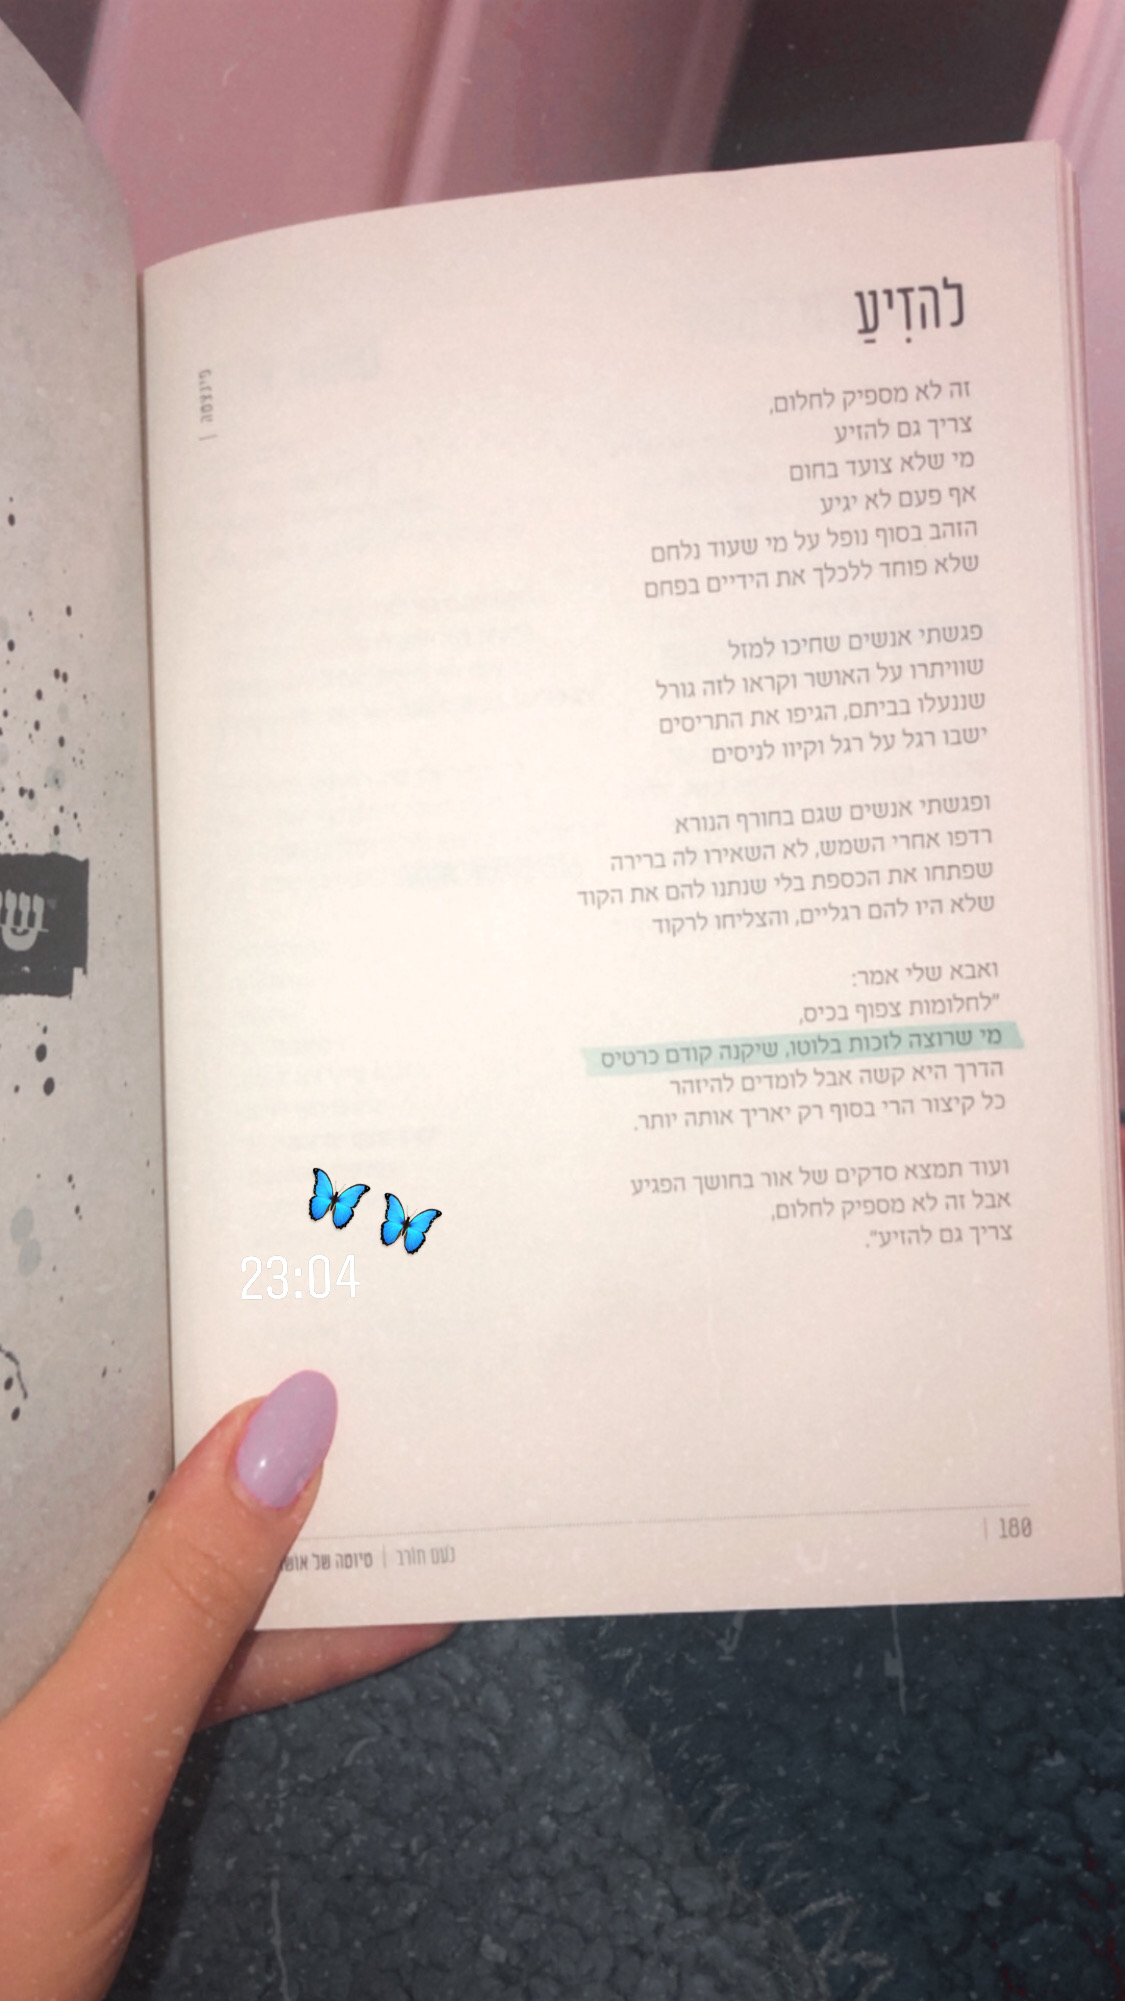 להזִיעַ
פינצטה |
זה לא מספיק לחלום,
צריך גם להזיע
מי שלא צועד בחום
אף פעם לא יגיע
הזהב בסוף נופל על מי שעוד נלחם
שלא פוחד ללכלך את הידיים בפחם
פגשתי אנשים שחיכו למזל
שוויתרו על האושר וקראו לזה גורל
שננעלו בביתם, הגיפו את התריסים
ישבו רגל על רגל וקיוו לניסים
ופגשתי אנשים שגם בחורף הנורא
רדפו אחרי השמש, לא השאירו לה ברירה
שפתחו את הכספת בלי שנתנו להם את הקוד
שלא היו להם רגליים, והצליחו לרקוד
ואבא שלי אמר:
"לחלומות צפוף בכיס,
מי שרוצה לזכות בלוטו, שיקנה קודם כרטיס
הדרך היא קשה אבל לומדים להיזהר
כל קיצור הרי בסוף רק יאריך אותה יותר.
ועוד תמצא סדקים של אור בחושך הפגיע
אבל זה לא מספיק לחלום,
צריך גם להזיע".
23:04
180 |
נעם חורב | טיוטה של אושר